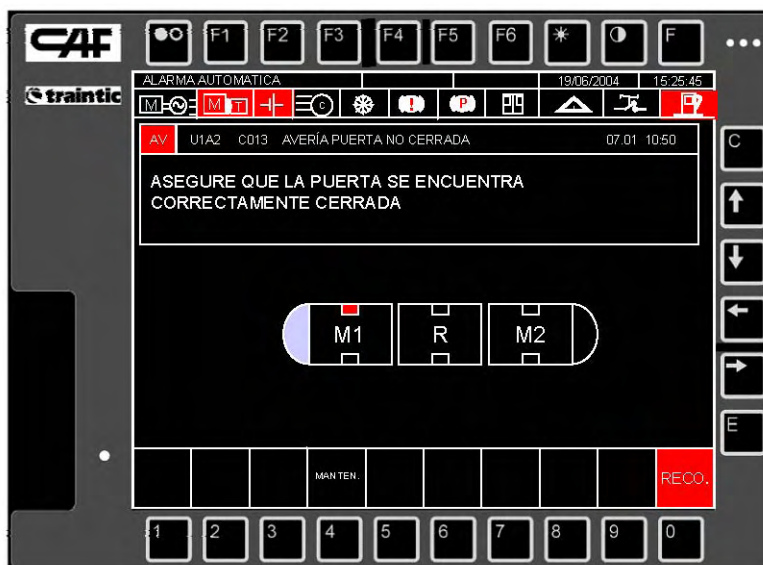 CAF
traintic
F1
F2
F3
F4
F5
F6
F
ALARMA AUTOMATICA 19/06/2004 15:25:45
M M T C P
AV U1A2 C013 AVERÍA PUERTA NO CERRADA 07.01 10:50
ASEGURE QUE LA PUERTA SE ENCUENTRA
CORRECTAMENTE CERRADA
M1 R M2
MANTEN. RECO.
C
E
1 2 3 4 5 6 7 8 9 0